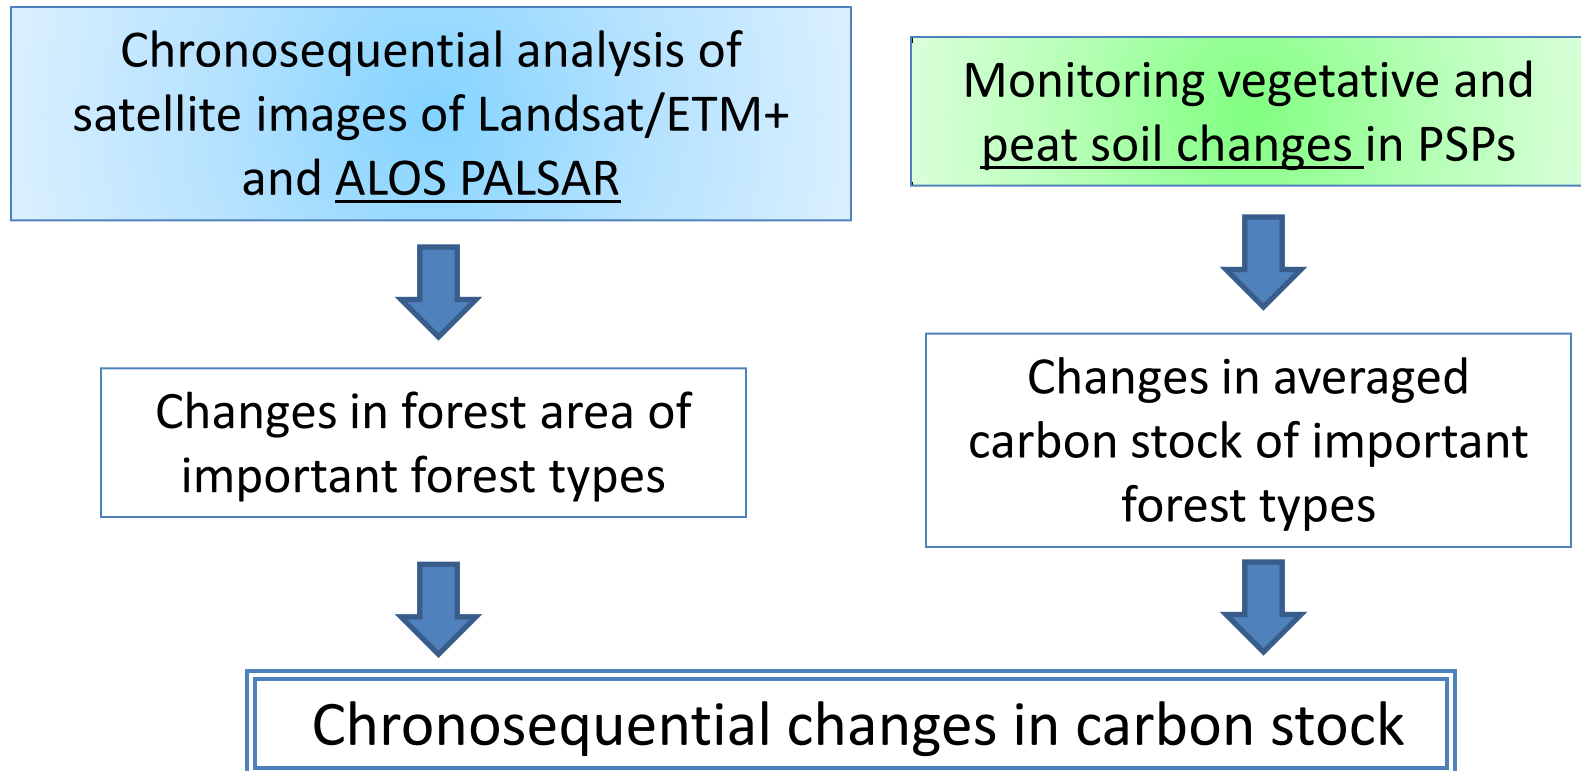 Chronosequential analysis of
satellite images of Landsat/ETM+
and ALOS PALSAR
Monitoring vegetative and
peat soil changes in PSPs
Changes in forest area of
important forest types
Changes in averaged
carbon stock of important
forest types
Chronosequential changes in carbon stock